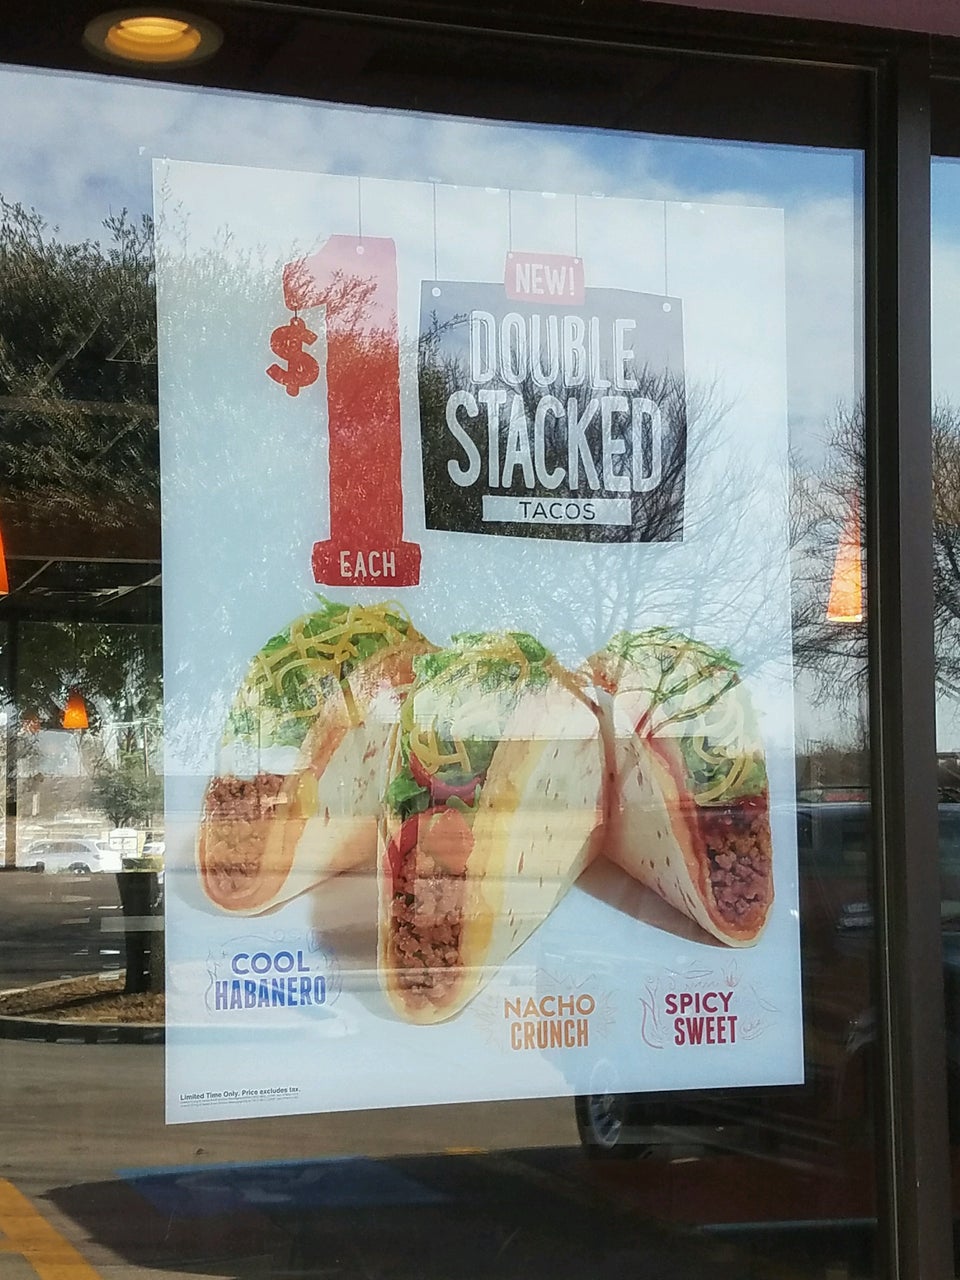 $1
EACH
NEW!
DOUBLE
STACKED
TACOS
COOL
HABANERO
NACHO
CRUNCH
SPICY
SWEET
Limited Time Only. Price excludes tax.